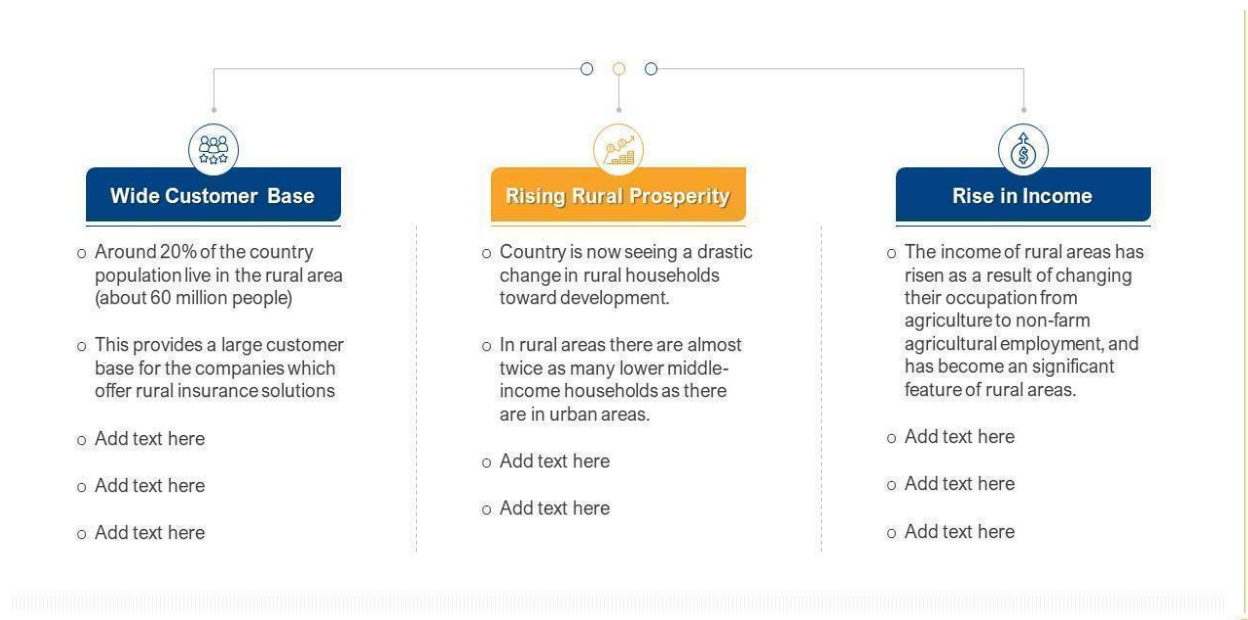 Wide Customer Base
o Around 20% of the country
population live in the rural area
(about 60 million people)
o This provides a large customer
base for the companies which
offer rural insurance solutions
o Add text here
o Add text here
o Add text here
Rising Rural Prosperity
o Country is now seeing a drastic
change in rural households
toward development.
o In rural areas there are almost
twice as many lower middle-
income households as there
are in urban areas.
o Add text here
o Add text here
Rise in Income
o The income of rural areas has
risen as a result of changing
their occupation from
agriculture to non-farm
agricultural employment, and
has become an significant
feature of rural areas.
o Add text here
o Add text here
o Add text here